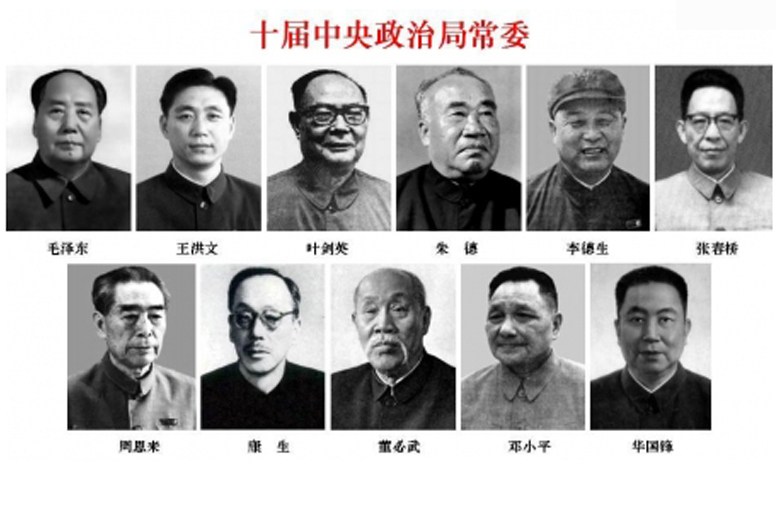 十届中央政治局常委
毛泽东 王洪文 叶剑英 朱 德 李德生 张春桥
周恩来 康 生 董必武 邓小平 华国锋